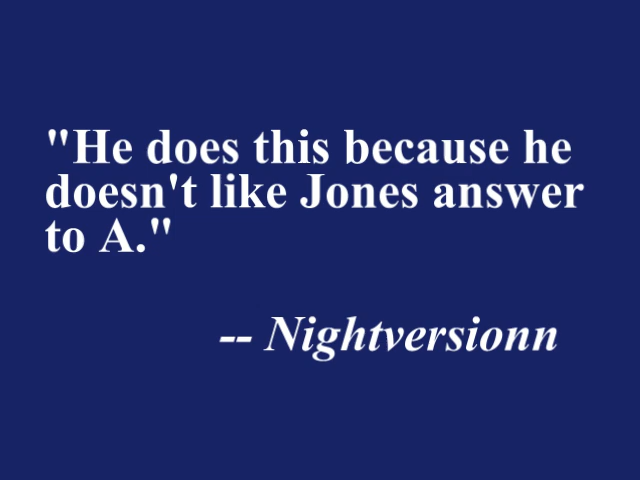 "He does this because he
doesn't like Jones answer
to A."
-- Nightversionn